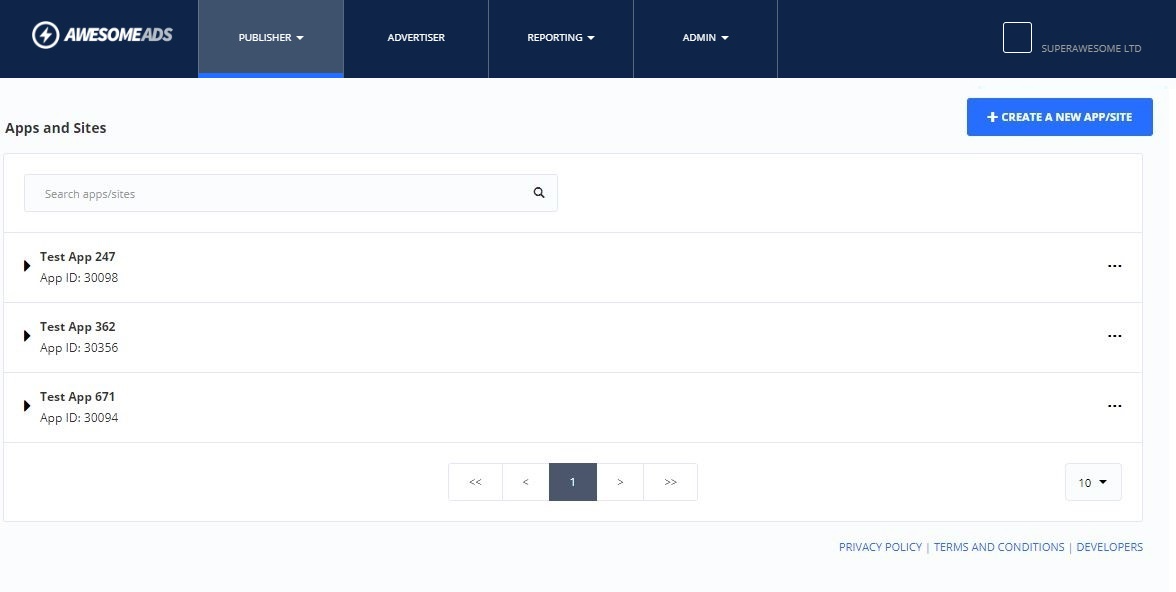 AWESOMEADS
PUBLISHER
ADVERTISER
REPORTING
ADMIN
SUPERAWESOME LTD
Apps and Sites
+ CREATE A NEW APP/SITE
Search apps/sites
Test App 247
App ID: 30098
...
Test App 362
App ID: 30356
...
Test App 671
App ID: 30094
...
<< < 1 > >>
10
PRIVACY POLICY | TERMS AND CONDITIONS | DEVELOPERS